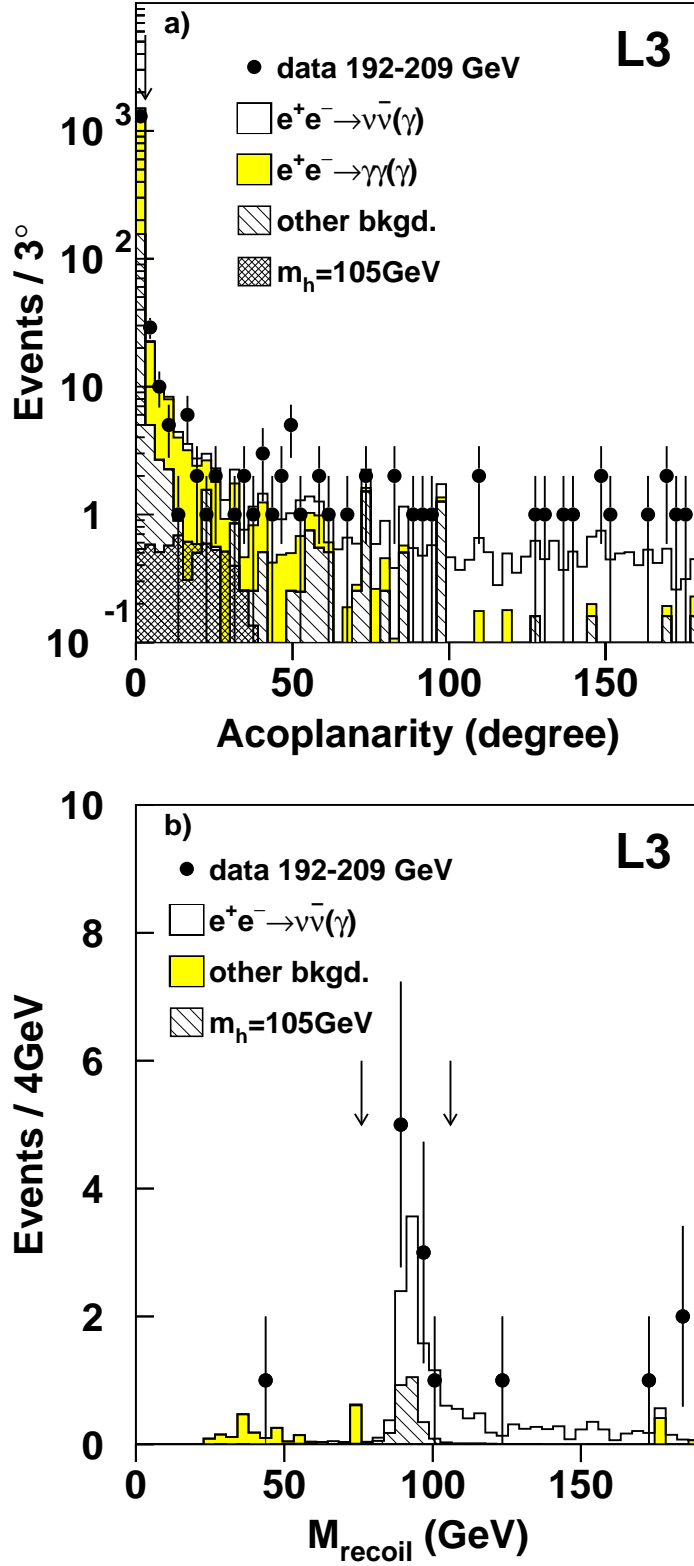 a)
L3
data 192-209 GeV
e⁺e⁻→νν̄(γ)
e⁺e⁻→γγ(γ)
other bkgd.
m_h=105GeV
Events / 3°
10³
10²
10
1
10⁻¹
0 50 100 150
Acoplanarity (degree)
b)
L3
data 192-209 GeV
e⁺e⁻→νν̄(γ)
other bkgd.
m_h=105GeV
Events / 4GeV
10
8
6
4
2
0
0 50 100 150
M_recoil (GeV)